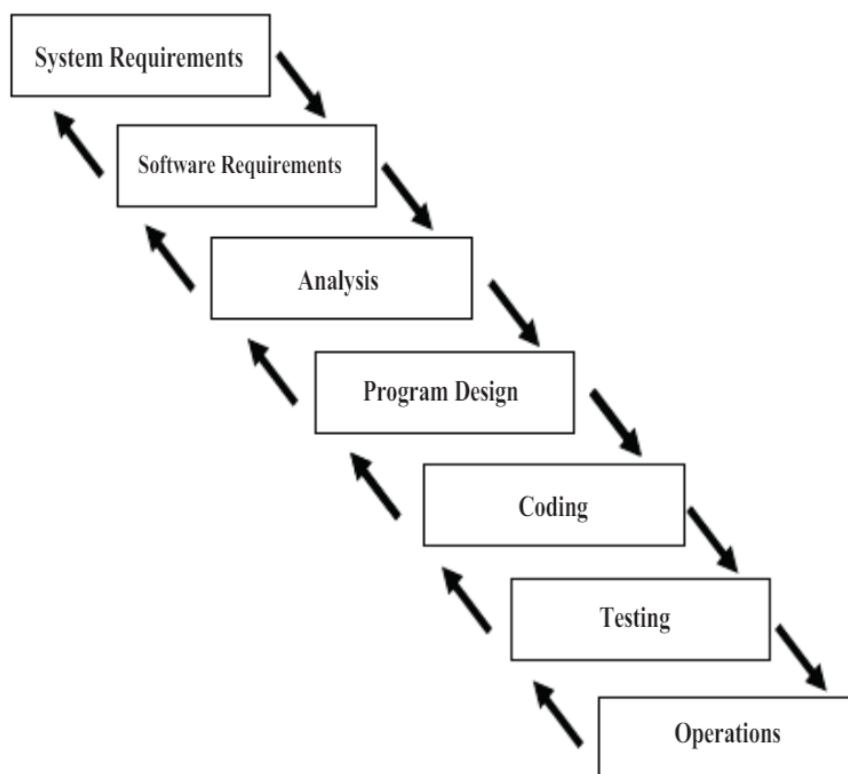 System Requirements
Software Requirements
Analysis
Program Design
Coding
Testing
Operations